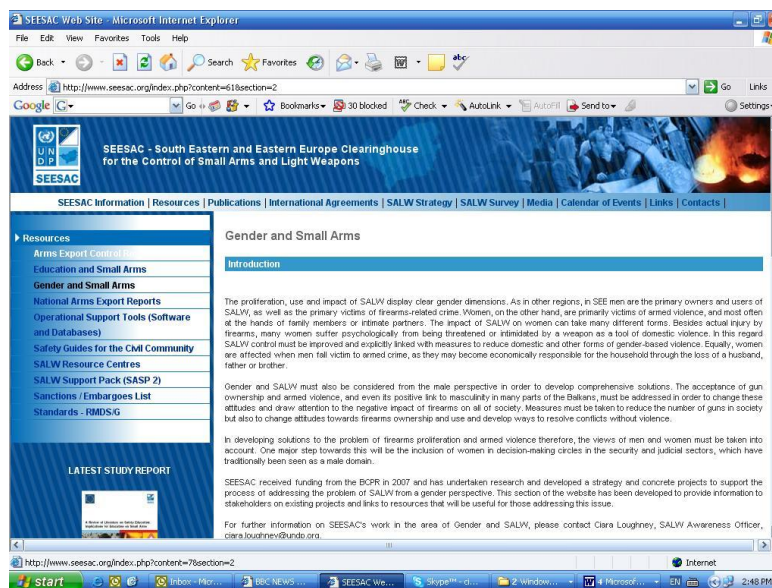 SEESAC Web Site - Microsoft Internet Explorer
File Edit View Favorites Tools Help
Back Search Favorites
Address http://www.seesac.org/index.php?content=61&section=2 Go Links
Google G Go Bookmarks 30 blocked Check AutoLink AutoFill Send to Settings
UN
DP
SEESAC
SEESAC - South Eastern and Eastern Europe Clearinghouse
for the Control of Small Arms and Light Weapons
SEESAC Information | Resources | Publications | International Agreements | SALW Strategy | SALW Survey | Media | Calendar of Events | Links | Contacts |
Resources
Arms Export Control
Education and Small Arms
Gender and Small Arms
National Arms Export Reports
Operational Support Tools (Software
and Databases)
Safety Guides for the Civil Community
SALW Resource Centres
SALW Support Pack (SASP 2)
Sanctions / Embargoes List
Standards - RMDS/G
LATEST STUDY REPORT
Gender and Small Arms
Introduction
The proliferation, use and impact of SALW display clear gender dimensions. As in other regions, in SEE men are the primary owners and users of
SALW, as well as the primary victims of firearms-related crime. Women, on the other hand, are primarily victims of armed violence, and most often
at the hands of family members or intimate partners. The impact of SALW on women can take many different forms. Besides actual injury by
firearms, many women suffer psychologically from being threatened or intimidated by a weapon as a tool of domestic violence. In this regard
SALW control must be improved and explicitly linked with measures to reduce domestic and other forms of gender-based violence. Equally, women
are affected when men fall victim to armed crime, as they may become economically responsible for the household through the loss of a husband,
father or brother.
Gender and SALW must also be considered from the male perspective in order to develop comprehensive solutions. The acceptance of gun
ownership and armed violence, and even its positive link to masculinity in many parts of the Balkans, must be addressed in order to change these
attitudes and draw attention to the negative impact of firearms on all of society. Measures must be taken to reduce the number of guns in society
but also to change attitudes towards firearms ownership and use and develop ways to resolve conflicts without violence.
In developing solutions to the problem of firearms proliferation and armed violence therefore, the views of men and women must be taken into
account. One major step towards this will be the inclusion of women in decision-making circles in the security and judicial sectors, which have
traditionally been seen as a male domain.
SEESAC received funding from the BCPR in 2007 and has undertaken research and developed a strategy and concrete projects to support the
process of addressing the problem of SALW from a gender perspective. This section of the website has been developed to provide information to
stakeholders on existing projects and links to resources that will be useful for those addressing this issue.
For further information on SEESAC's work in the area of Gender and SALW, please contact Ciara Loughney, SALW Awareness Officer,
ciara.loughney@undp.org.
http://www.seesac.org/index.php?content=7&section=2 Internet
start Inbox - Micr... BBC NEWS ... SEESAC We... Skype™ - ci... 2 Window... 4 Microsof... EN 2:48 PM